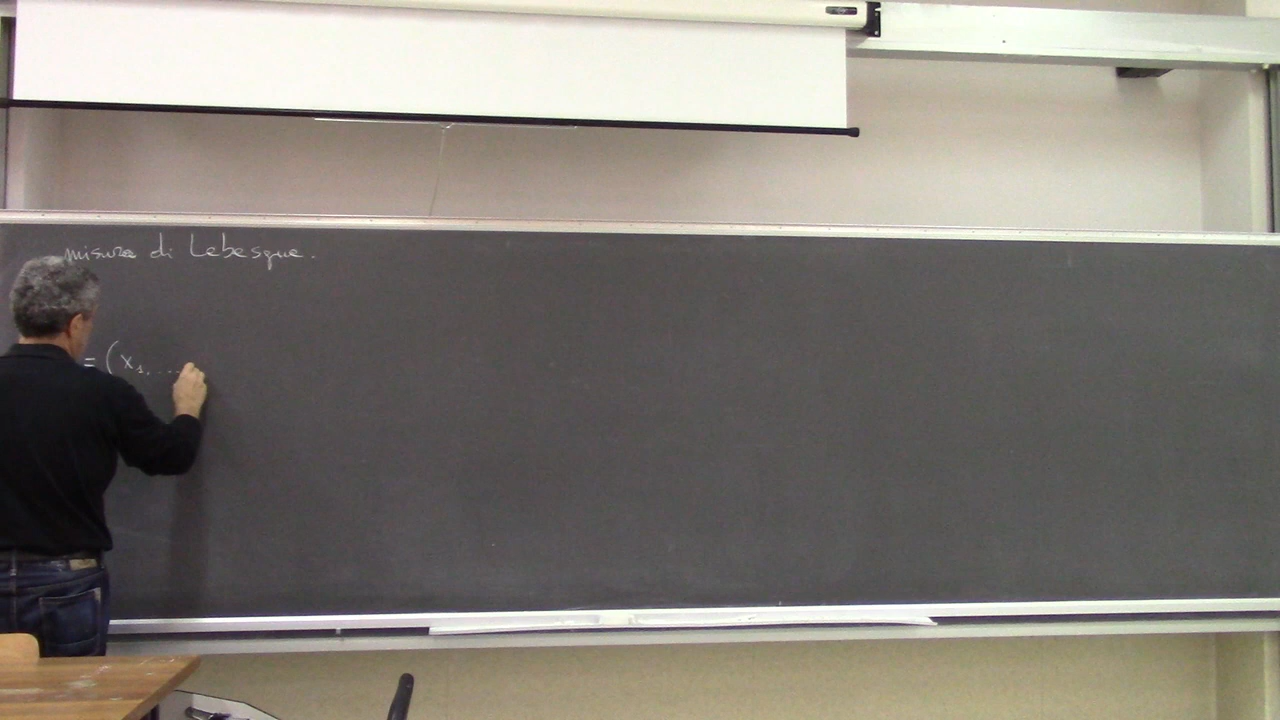 misura di Lebesgue.
= (x₁, ...